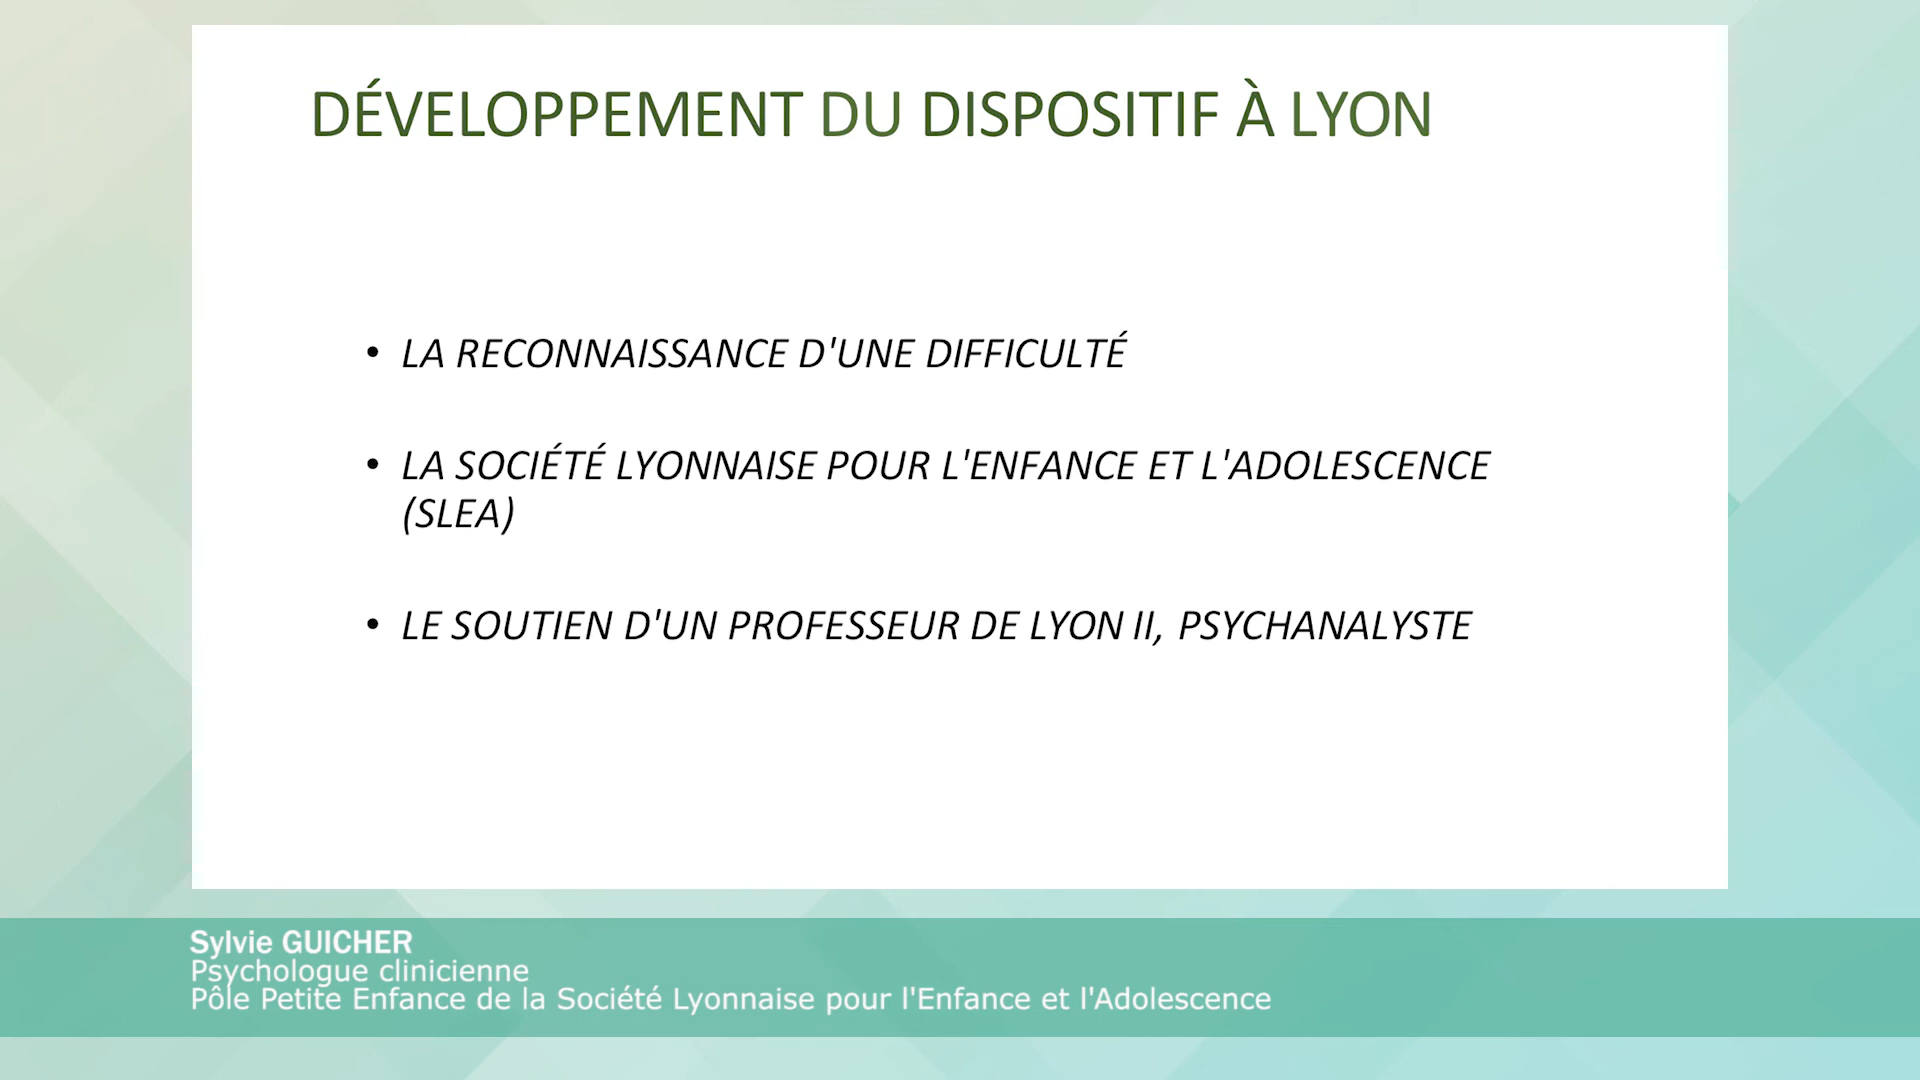 DÉVELOPPEMENT DU DISPOSITIF À LYON
• LA RECONNAISSANCE D'UNE DIFFICULTÉ
• LA SOCIÉTÉ LYONNAISE POUR L'ENFANCE ET L'ADOLESCENCE
(SLEA)
• LE SOUTIEN D'UN PROFESSEUR DE LYON II, PSYCHANALYSTE
Sylvie GUICHER
Psychologue clinicienne
Pôle Petite Enfance de la Société Lyonnaise pour l'Enfance et l'Adolescence